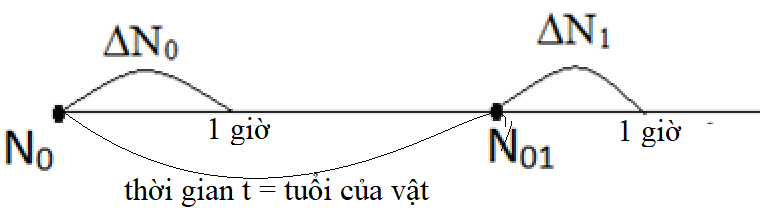 ΔN₀ ΔN₁
1 giờ 1 giờ
N₀ N₀₁
thời gian t = tuổi của vật